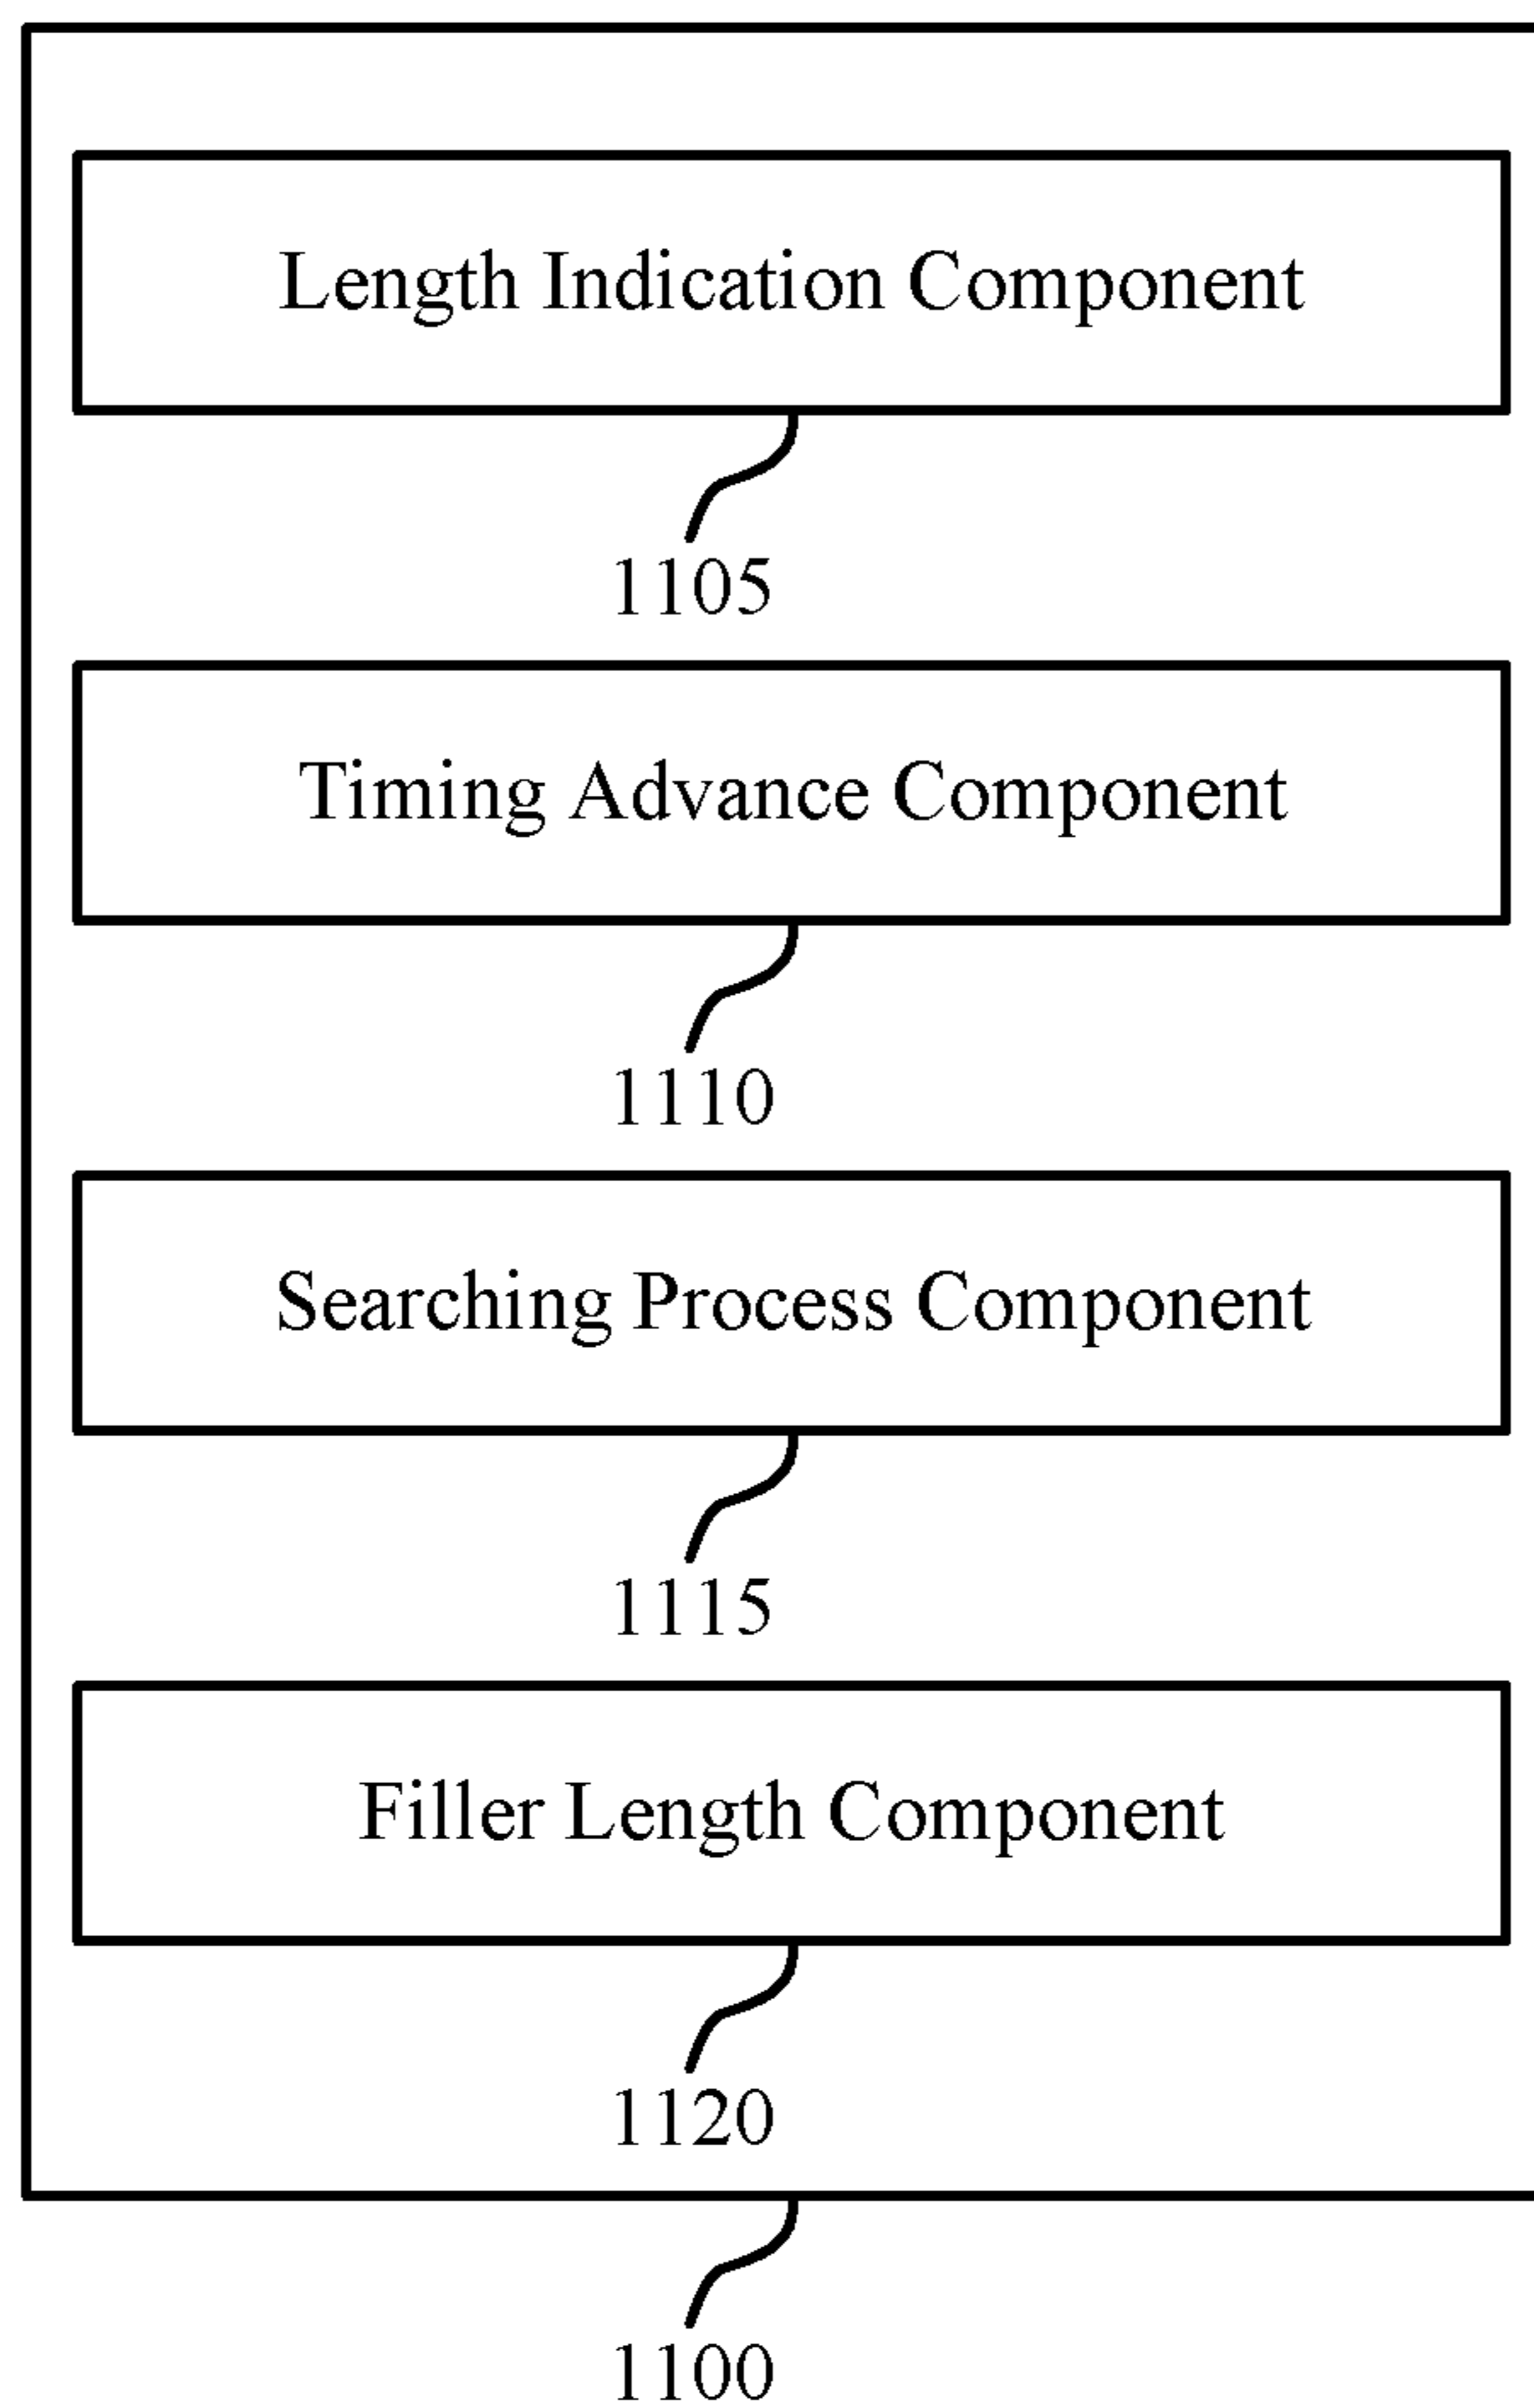 Length Indication Component
1105
Timing Advance Component
1110
Searching Process Component
1115
Filler Length Component
1120
1100